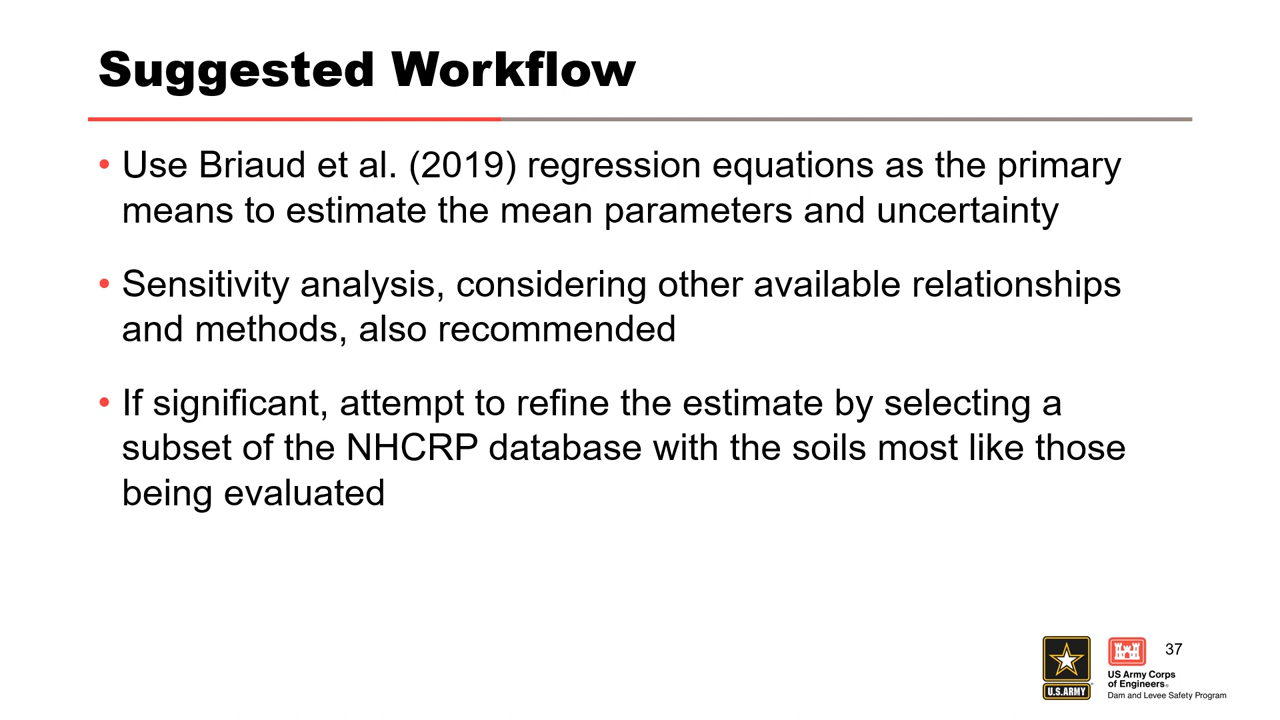 Suggested Workflow
• Use Briaud et al. (2019) regression equations as the primary
means to estimate the mean parameters and uncertainty
• Sensitivity analysis, considering other available relationships
and methods, also recommended
• If significant, attempt to refine the estimate by selecting a
subset of the NHCRP database with the soils most like those
being evaluated
37
U.S.ARMY
US Army Corps
of Engineers®
Dam and Levee Safety Program